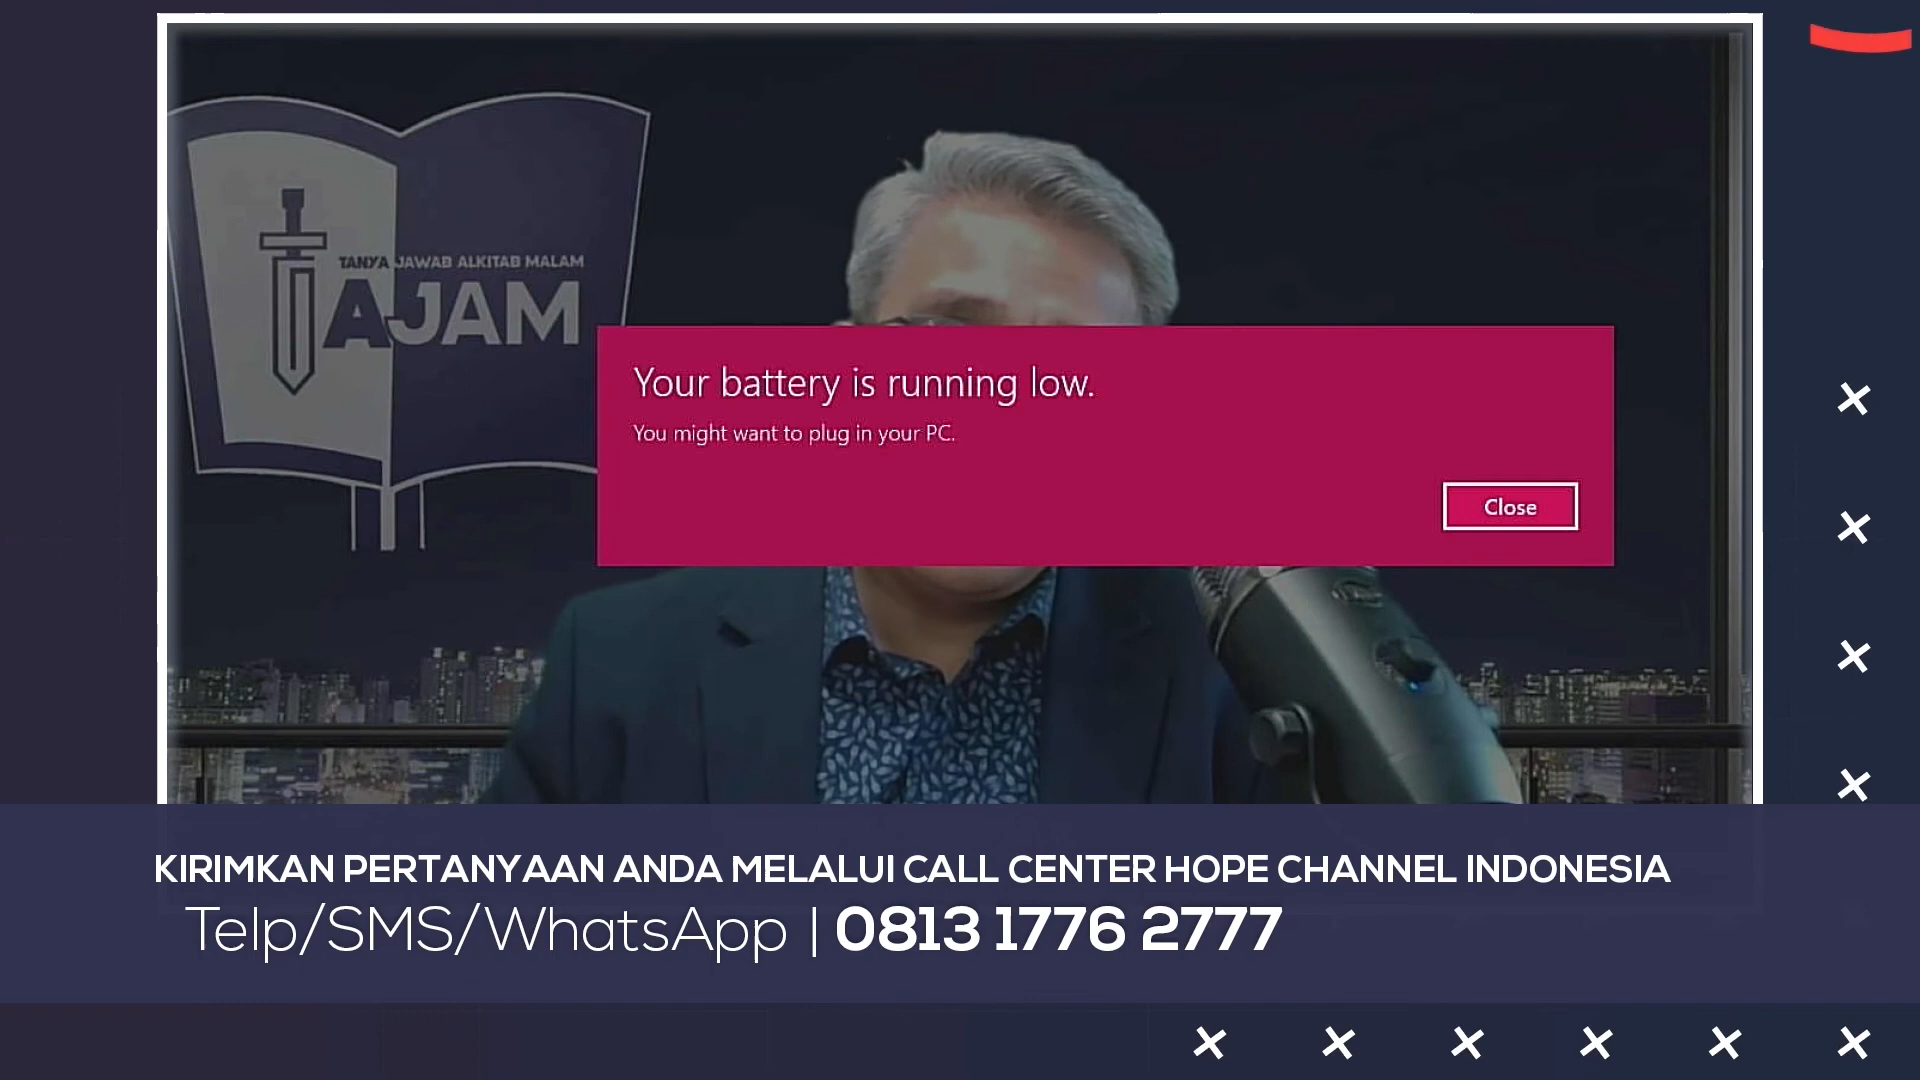 TANYA JAWAB ALKITAB MALAM
TAJAM
Your battery is running low.
You might want to plug in your PC.
Close
KIRIMKAN PERTANYAAN ANDA MELALUI CALL CENTER HOPE CHANNEL INDONESIA
Telp/SMS/WhatsApp | 0813 1776 2777